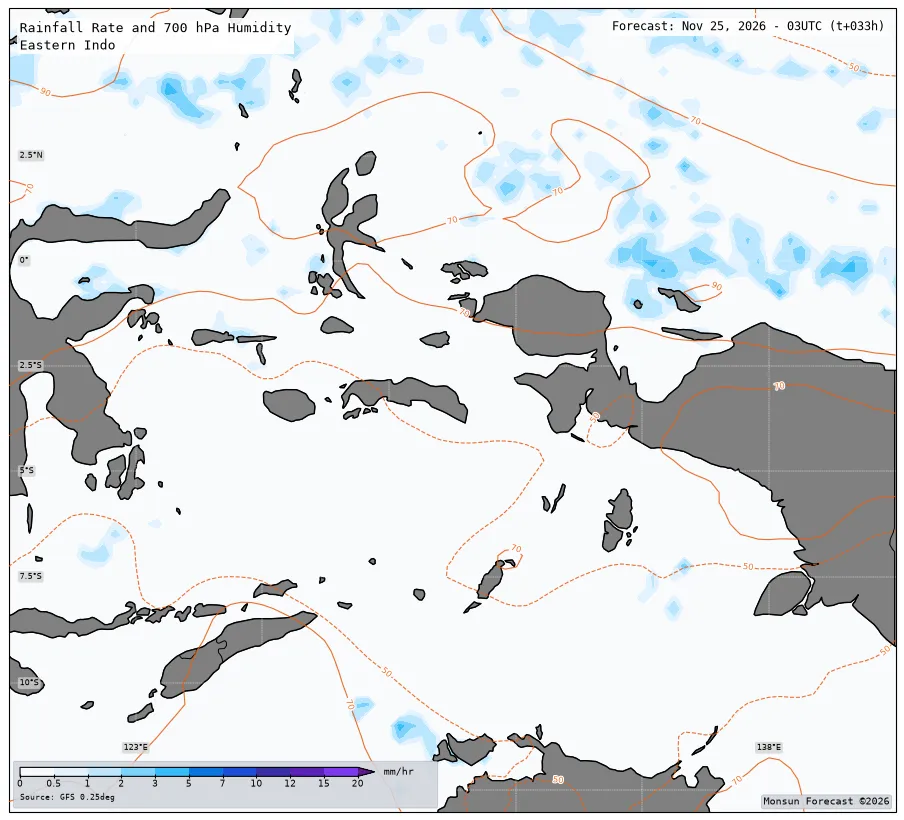 Rainfall Rate and 700 hPa Humidity
Eastern Indo
Forecast: Nov 25, 2026 - 03UTC (t+033h)
50
90
70
2.5°N
70
70
70
0°
90
70
2.5°S
70
50
5°S
70
50
7.5°S
50
50
10°S
70
123°E
138°E
50
70
mm/hr
0 0.5 1 2 3 5 7 10 12 15 20
Source: GFS 0.25deg
Monsun Forecast ©2026